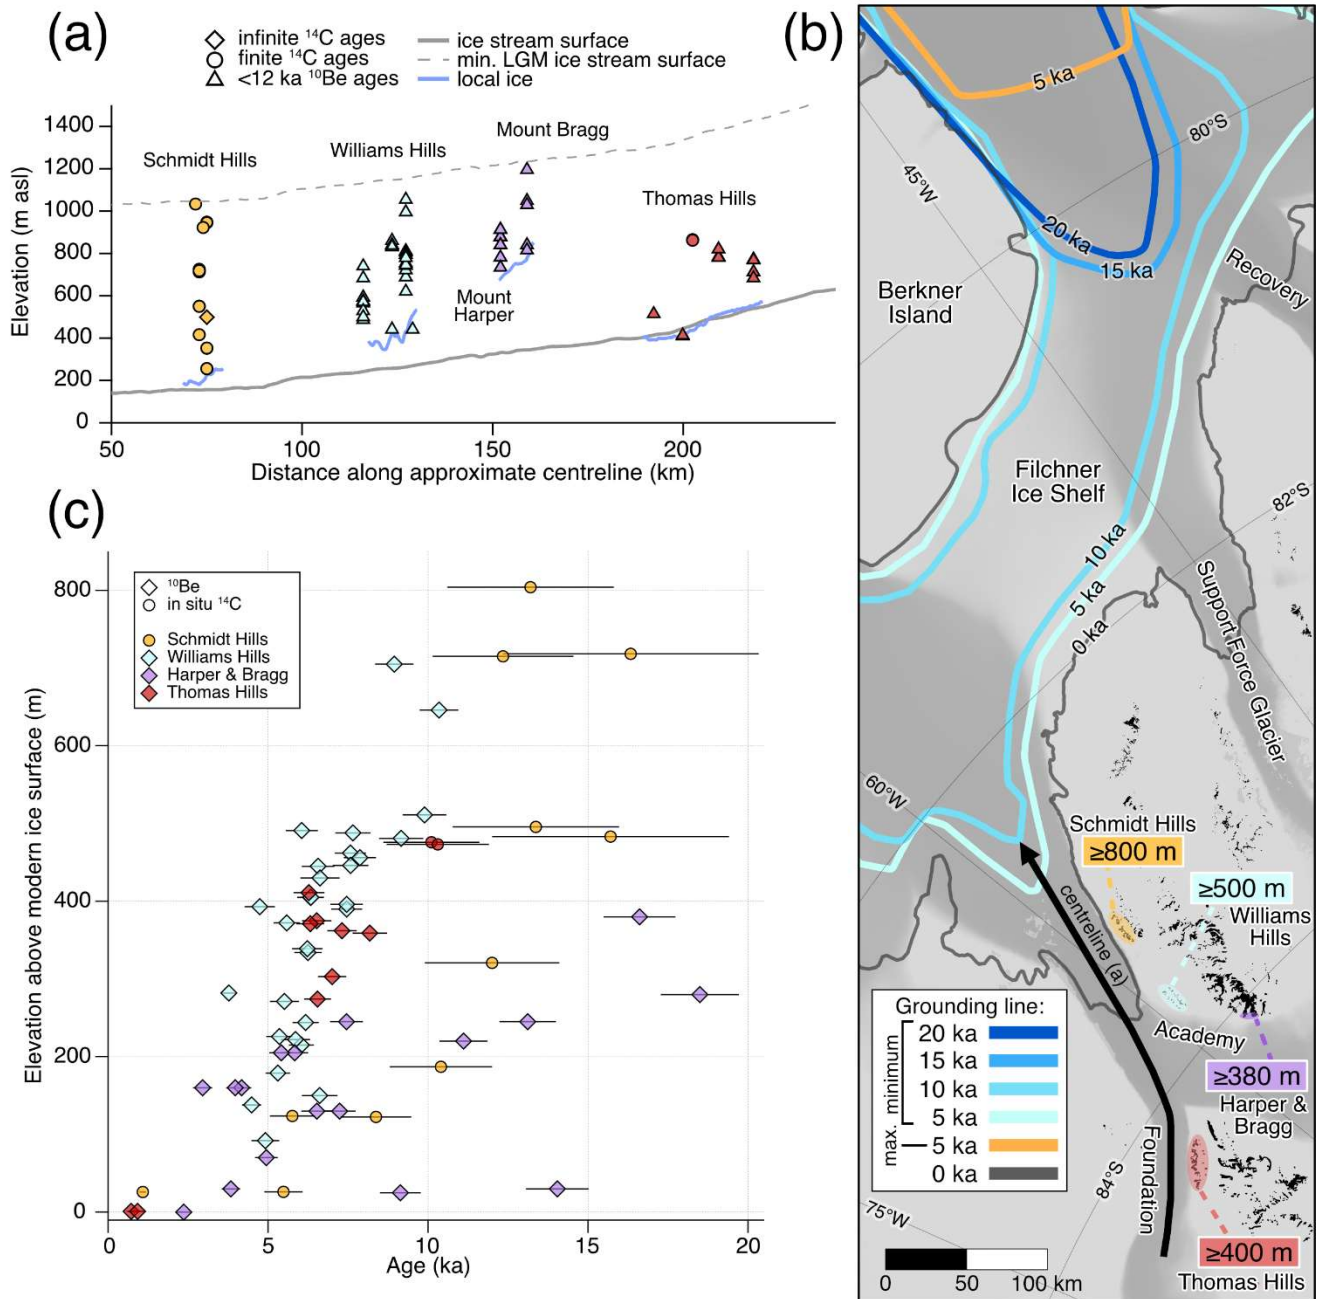 (a)
infinite ¹⁴C ages
finite ¹⁴C ages
<12 ka ¹⁰Be ages
ice stream surface
min. LGM ice stream surface
local ice
Elevation (m asl)
1400
1200
1000
800
600
400
200
0
Schmidt Hills
Williams Hills
Mount Bragg
Mount
Harper
Thomas Hills
50
100
150
200
Distance along approximate centreline (km)
(b)
5 ka
80°S
45°W
20 ka
15 ka
Recovery
Berkner
Island
Filchner
Ice Shelf
82°S
10 ka
5 ka
0 ka
Support Force Glacier
60°W
Schmidt Hills
≥800 m
≥500 m
Williams
Hills
centreline (a)
Academy
≥380 m
Harper &
Bragg
Foundation
84°S
75°W
≥400 m
Thomas Hills
Grounding line:
minimum
20 ka
15 ka
10 ka
5 ka
max.
5 ka
0 ka
0
50
100 km
(c)
¹⁰Be
in situ ¹⁴C
Schmidt Hills
Williams Hills
Harper & Bragg
Thomas Hills
Elevation above modern ice surface (m)
800
600
400
200
0
0
5
10
15
20
Age (ka)